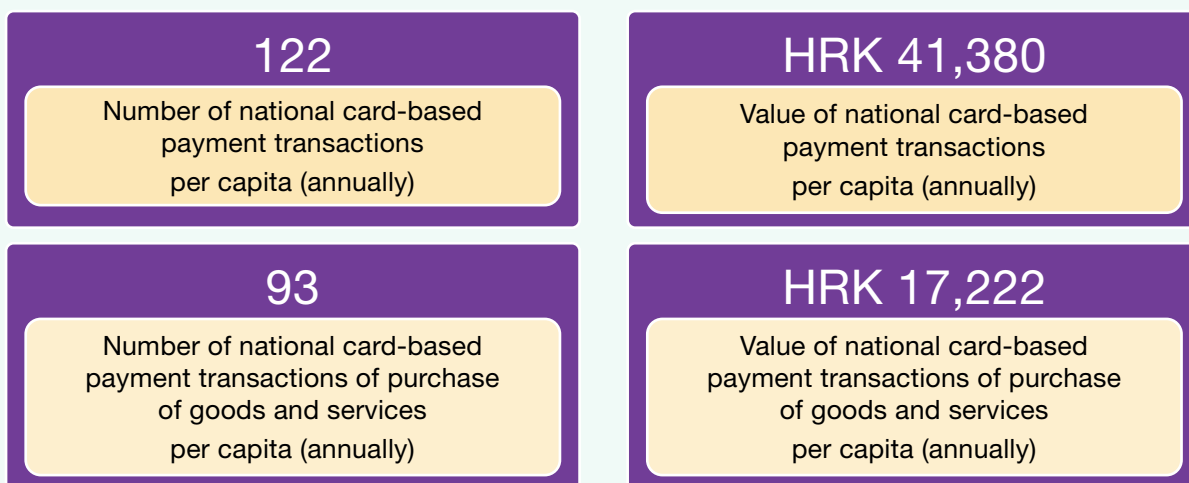 122
Number of national card-based
payment transactions
per capita (annually)
HRK 41,380
Value of national card-based
payment transactions
per capita (annually)
93
Number of national card-based
payment transactions of purchase
of goods and services
per capita (annually)
HRK 17,222
Value of national card-based
payment transactions of purchase
of goods and services
per capita (annually)